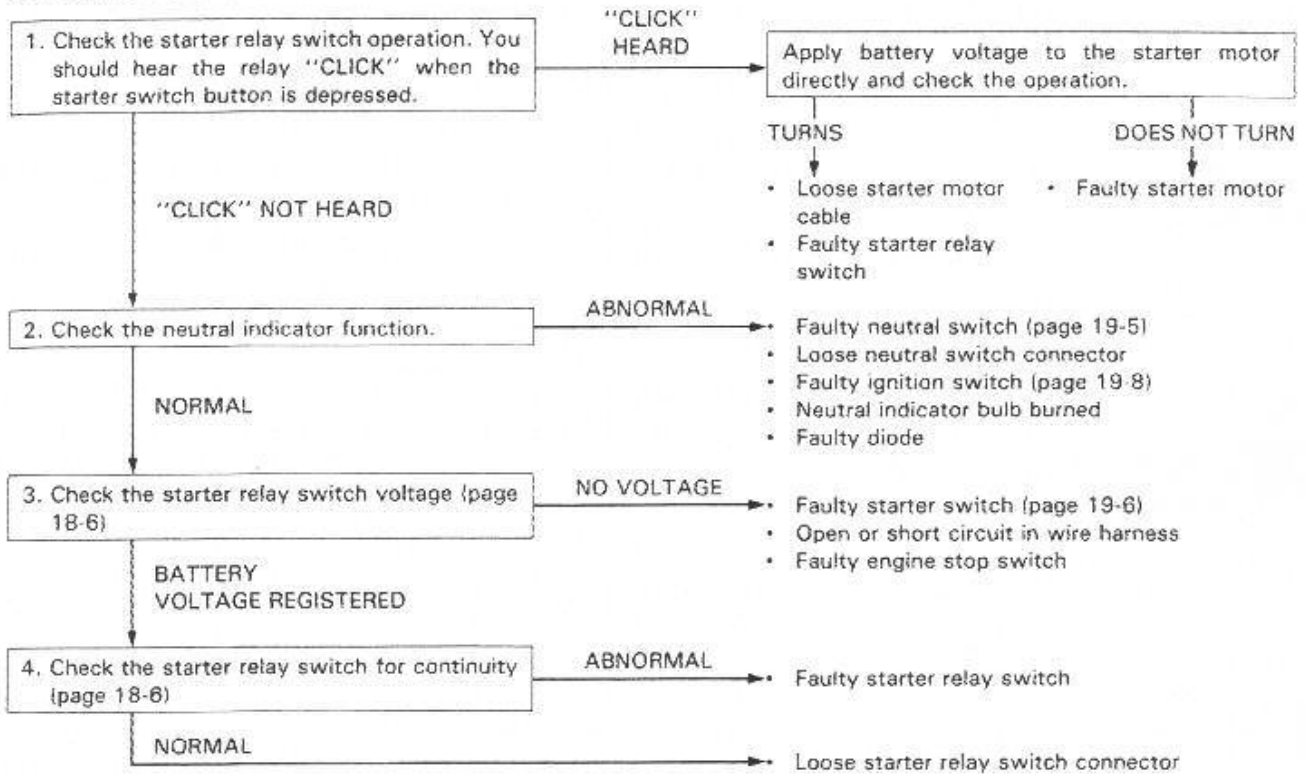 "CLICK"
HEARD
1. Check the starter relay switch operation. You
should hear the relay "CLICK" when the
starter switch button is depressed.
Apply battery voltage to the starter motor
directly and check the operation.
TURNS
DOES NOT TURN
• Loose starter motor
cable
• Faulty starter relay
switch
• Faulty starter motor
"CLICK" NOT HEARD
2. Check the neutral indicator function.
ABNORMAL
• Faulty neutral switch (page 19-5)
• Loose neutral switch connector
• Faulty ignition switch (page 19-8)
• Neutral indicator bulb burned
• Faulty diode
NORMAL
3. Check the starter relay switch voltage (page
18-6)
NO VOLTAGE
• Faulty starter switch (page 19-6)
• Open or short circuit in wire harness
• Faulty engine stop switch
BATTERY
VOLTAGE REGISTERED
4. Check the starter relay switch for continuity
(page 18-6)
ABNORMAL
• Faulty starter relay switch
NORMAL
• Loose starter relay switch connector